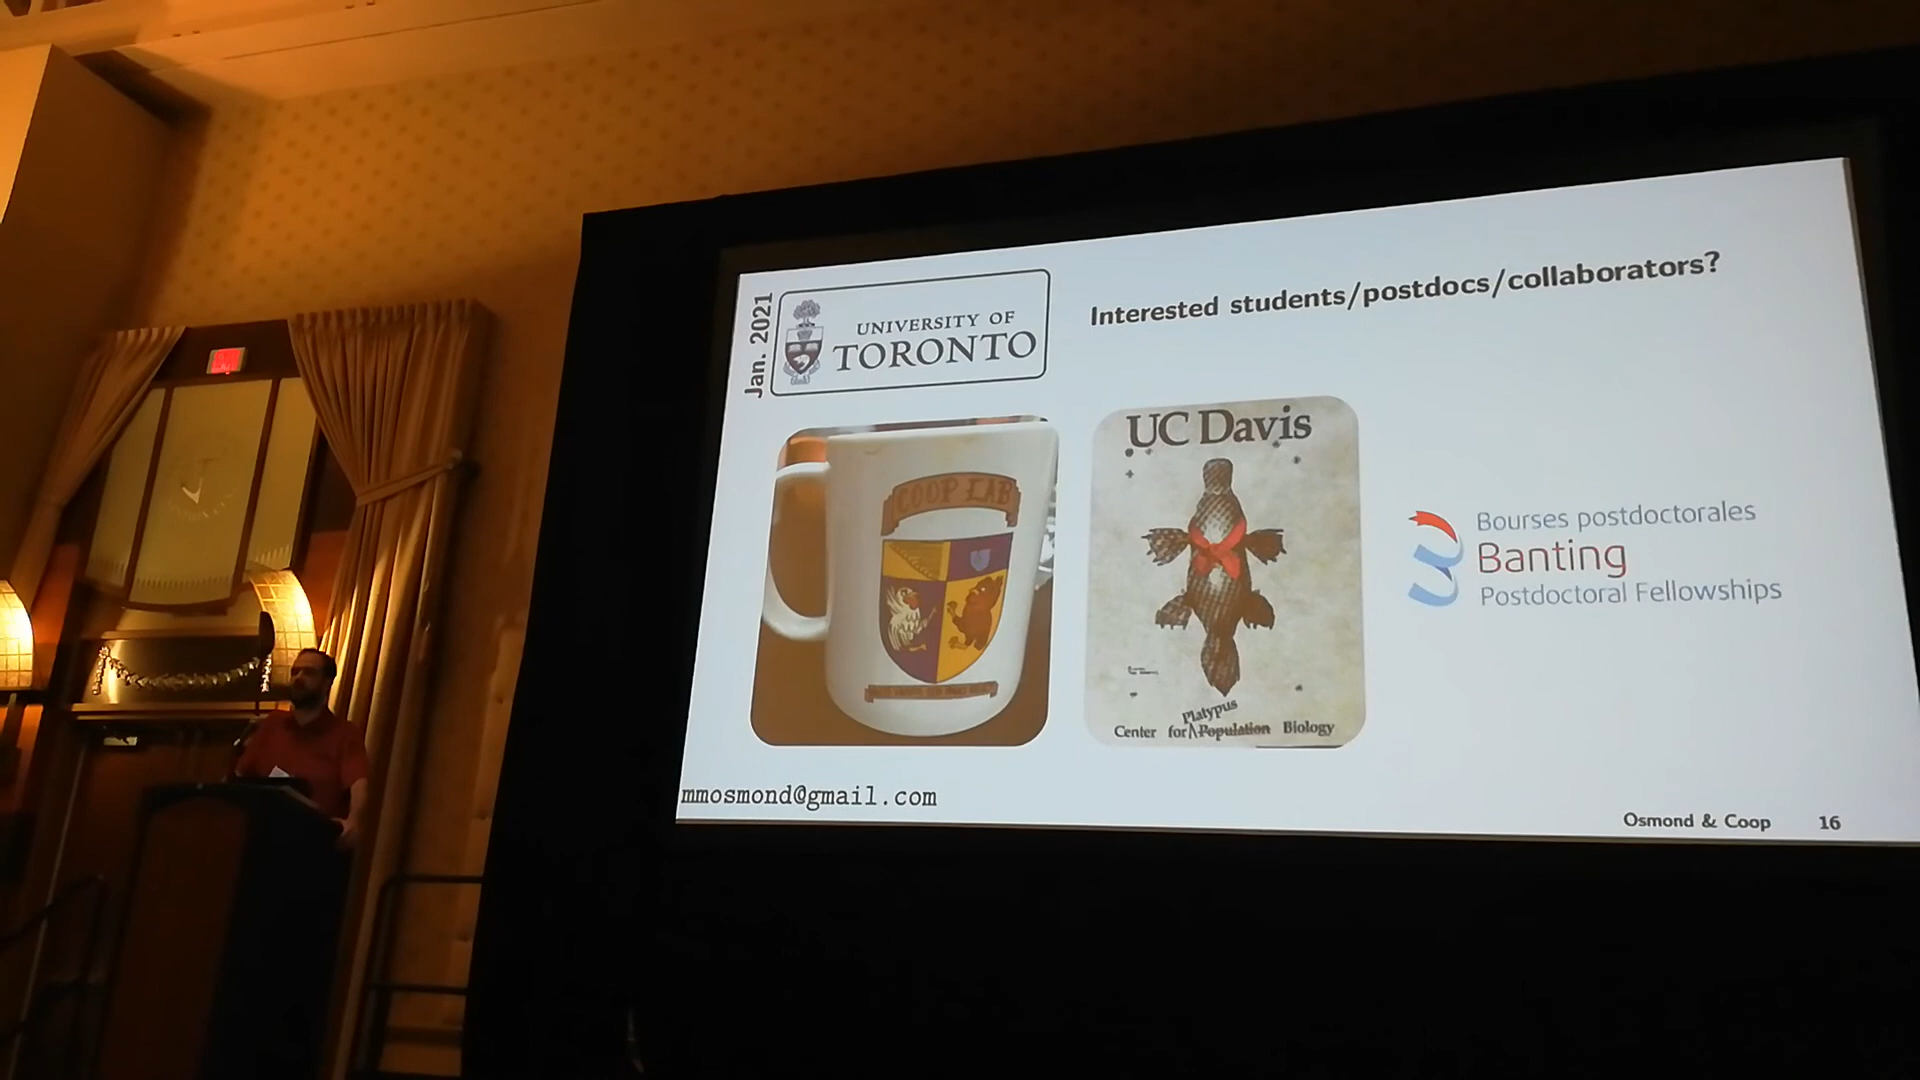 Jan. 2021
UNIVERSITY OF
TORONTO
Interested students/postdocs/collaborators?
COOP LAB
UC Davis
Platypus
Center for Population Biology
Bourses postdoctorales
Banting
Postdoctoral Fellowships
mmosmond@gmail.com
Osmond & Coop 16